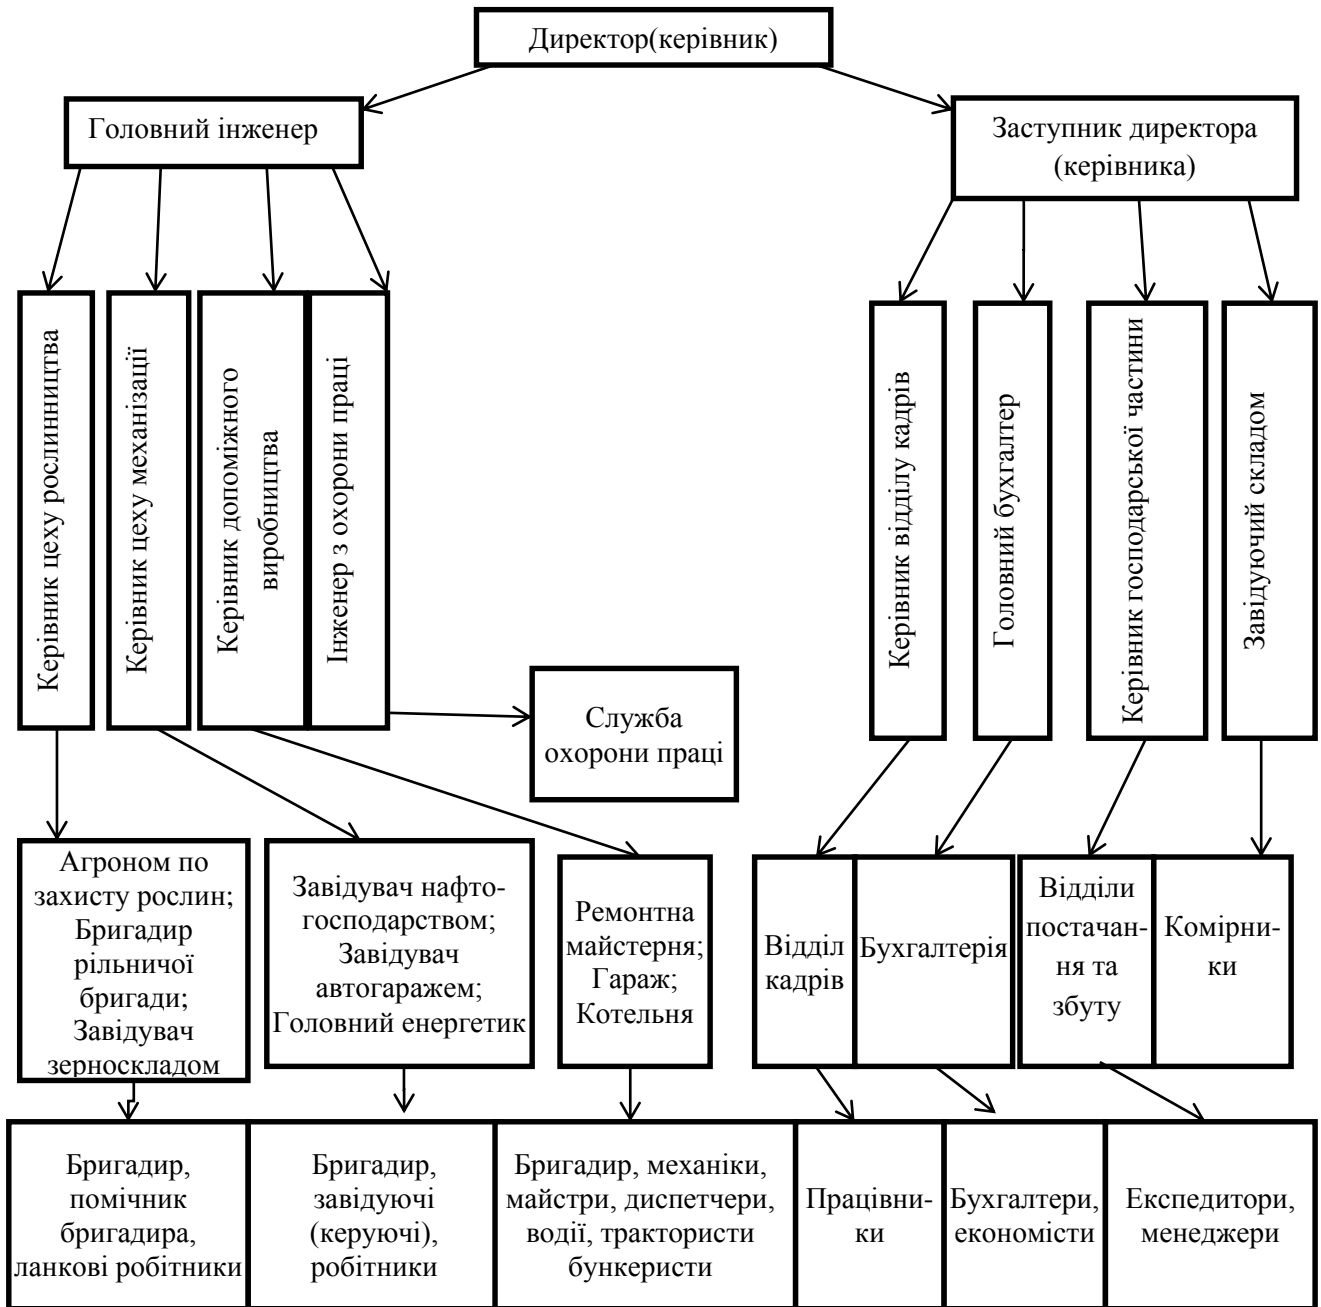 Директор(керівник)
Головний інженер
Заступник директора
(керівника)
Керівник цеху рослинництва
Керівник цеху механізації
Керівник допоміжного
виробництва
Інженер з охорони праці
Керівник відділу кадрів
Головний бухгалтер
Керівник господарської частини
Завідуючий складом
Служба
охорони праці
Агроном по
захисту рослин;
Бригадир
рільничої
бригади;
Завідувач
зерноскладом
Завідувач нафто-
господарством;
Завідувач
автогаражем;
Головний енергетик
Ремонтна
майстерня;
Гараж;
Котельня
Відділ
кадрів
Бухгалтерія
Відділи
постачан-
ня та
збуту
Комірни-
ки
Бригадир,
помічник
бригадира,
ланкові робітники
Бригадир,
завідуючі
(керуючі),
робітники
Бригадир, механіки,
майстри, диспетчери,
водії, трактористи
бункеристи
Працівни-
ки
Бухгалтери,
економісти
Експедитори,
менеджери